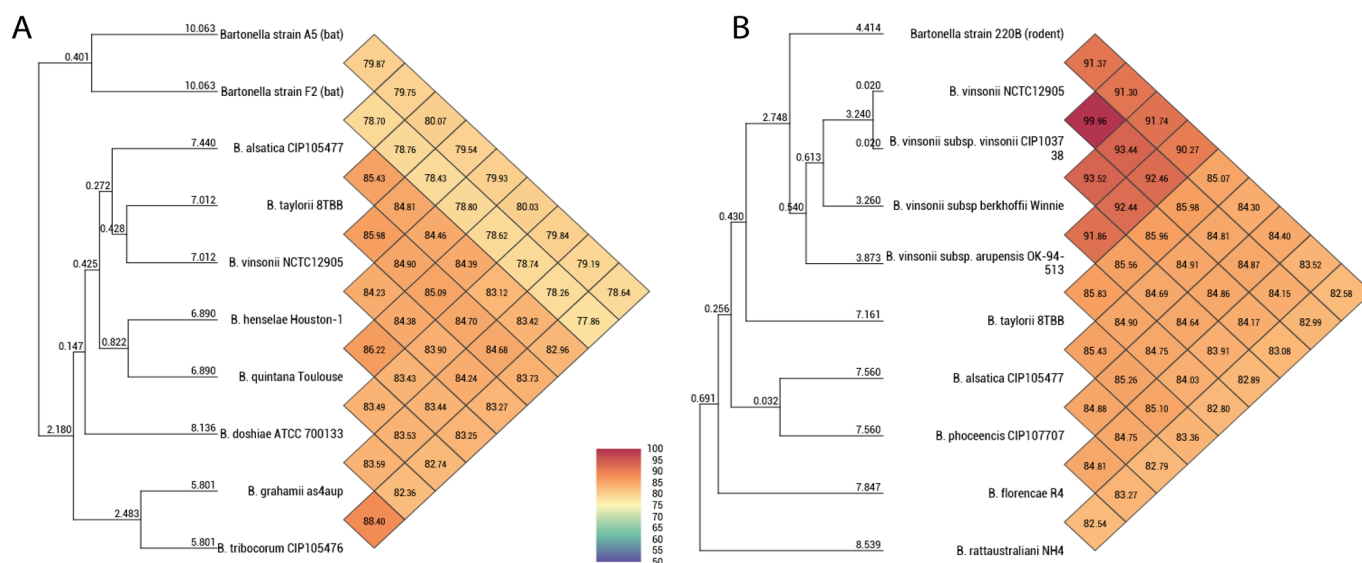 A
10.063 Bartonella strain A5 (bat)
0.401 79.87
10.063 Bartonella strain F2 (bat) 79.75
78.70 80.07
7.440 B. alsatica CIP105477 78.76 79.54
0.272 85.43 78.43 79.93
7.012 B. taylorii 8TBB 84.81 78.80 80.03
0.428 85.98 84.46 78.62 79.84
7.012 B. vinsonii NCTC12905 84.90 84.39 78.74 79.19
0.425 84.23 85.09 83.12 78.26 78.64
6.890 B. henselae Houston-1 84.38 84.70 83.42 77.86
0.822 86.22 83.90 84.68 82.96
0.147
6.890 B. quintana Toulouse 83.43 84.24 83.73
83.49 83.44 83.27
2.180 8.136 B. doshiae ATCC 700133 83.53 83.25
83.59 82.74
5.801 B. grahamii as4aup 82.36
2.483 88.40
5.801 B. tribocorum CIP105476
100
95
90
85
80
75
70
65
60
55
50
B
4.414 Bartonella strain 220B (rodent)
91.37
0.020 B. vinsonii NCTC12905 91.30
2.748 3.240 99.96 91.74
0.020 B. vinsonii subsp. vinsonii CIP1037
38
93.44 90.27
0.613 93.52 92.46 85.07
3.260 B. vinsonii subsp berkhoffii Winnie 92.44 85.98 84.30
0.540 91.86 85.96 84.81 84.40
3.873 B. vinsonii subsp. arupensis OK-94-
513
85.56 84.91 84.87 83.52
0.430 85.83 84.69 84.86 84.15 82.58
7.161 B. taylorii 8TBB 84.90 84.64 84.17 82.99
0.256 85.43 84.75 83.91 83.08
7.560 B. alsatica CIP105477 85.26 84.03 82.89
0.691 0.032 84.88 85.10 82.80
7.560 B. phoceencis CIP107707 84.75 83.36
84.81 82.79
7.847 B. florencae R4 83.27
82.54
8.539 B. rattaustraliani NH4